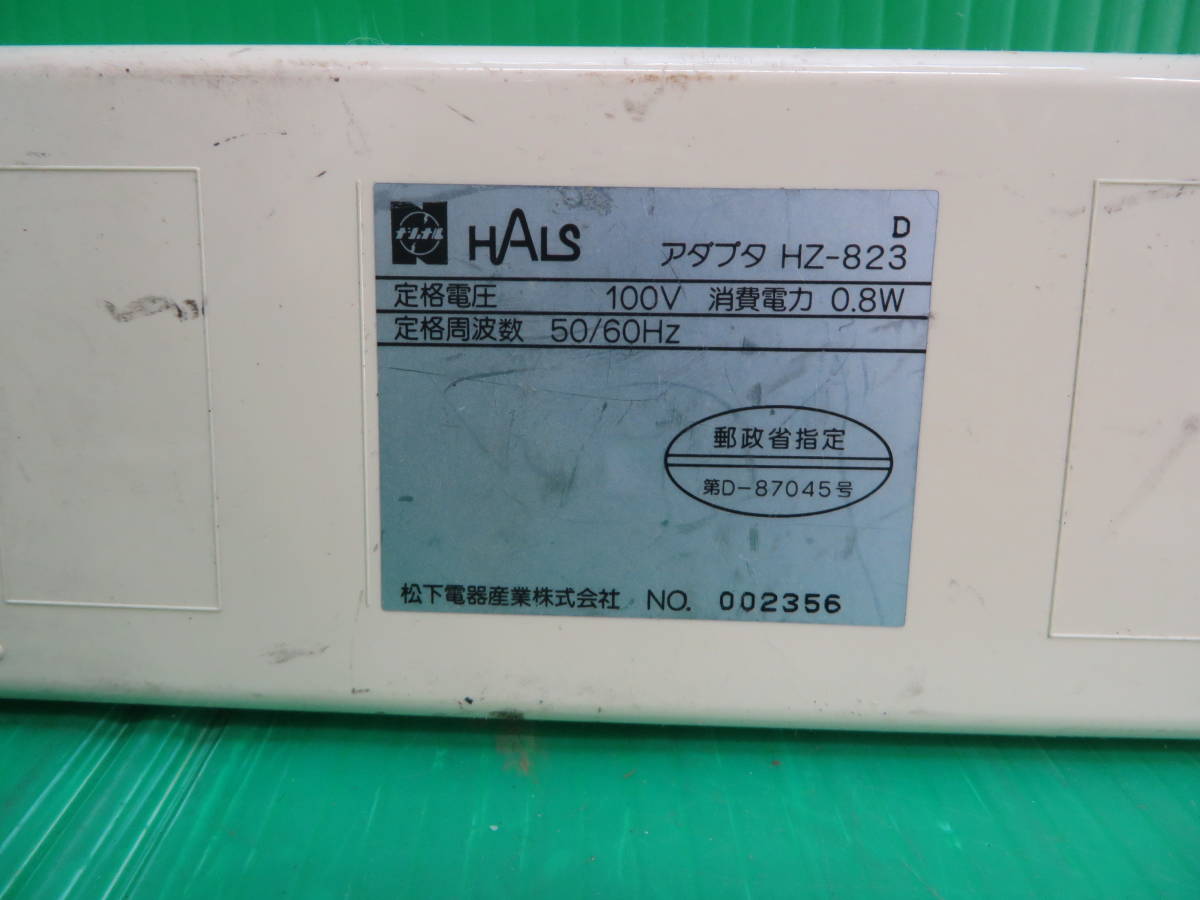 ナショナル HALS D
アダプタ HZ-823
定格電圧 100V 消費電力 0.8W
定格周波数 50/60Hz
郵政省指定
第D-87045号
松下電器産業株式会社 NO. 002356